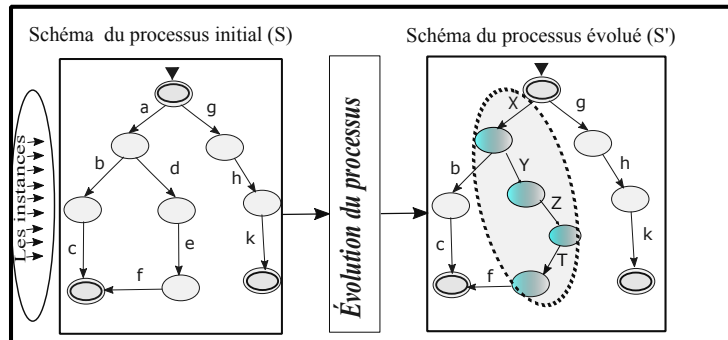 Schéma du processus initial (S)
Schéma du processus évolué (S')
Les instances
a
g
b
d
h
c
e
k
f
Évolution du processus
X
g
b
Y
h
Z
c
T
k
f